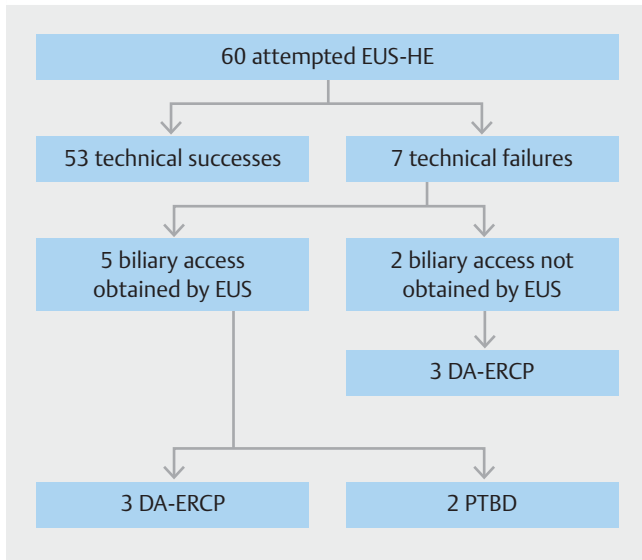 60 attempted EUS-HE
53 technical successes
7 technical failures
5 biliary access
obtained by EUS
2 biliary access not
obtained by EUS
3 DA-ERCP
3 DA-ERCP
2 PTBD